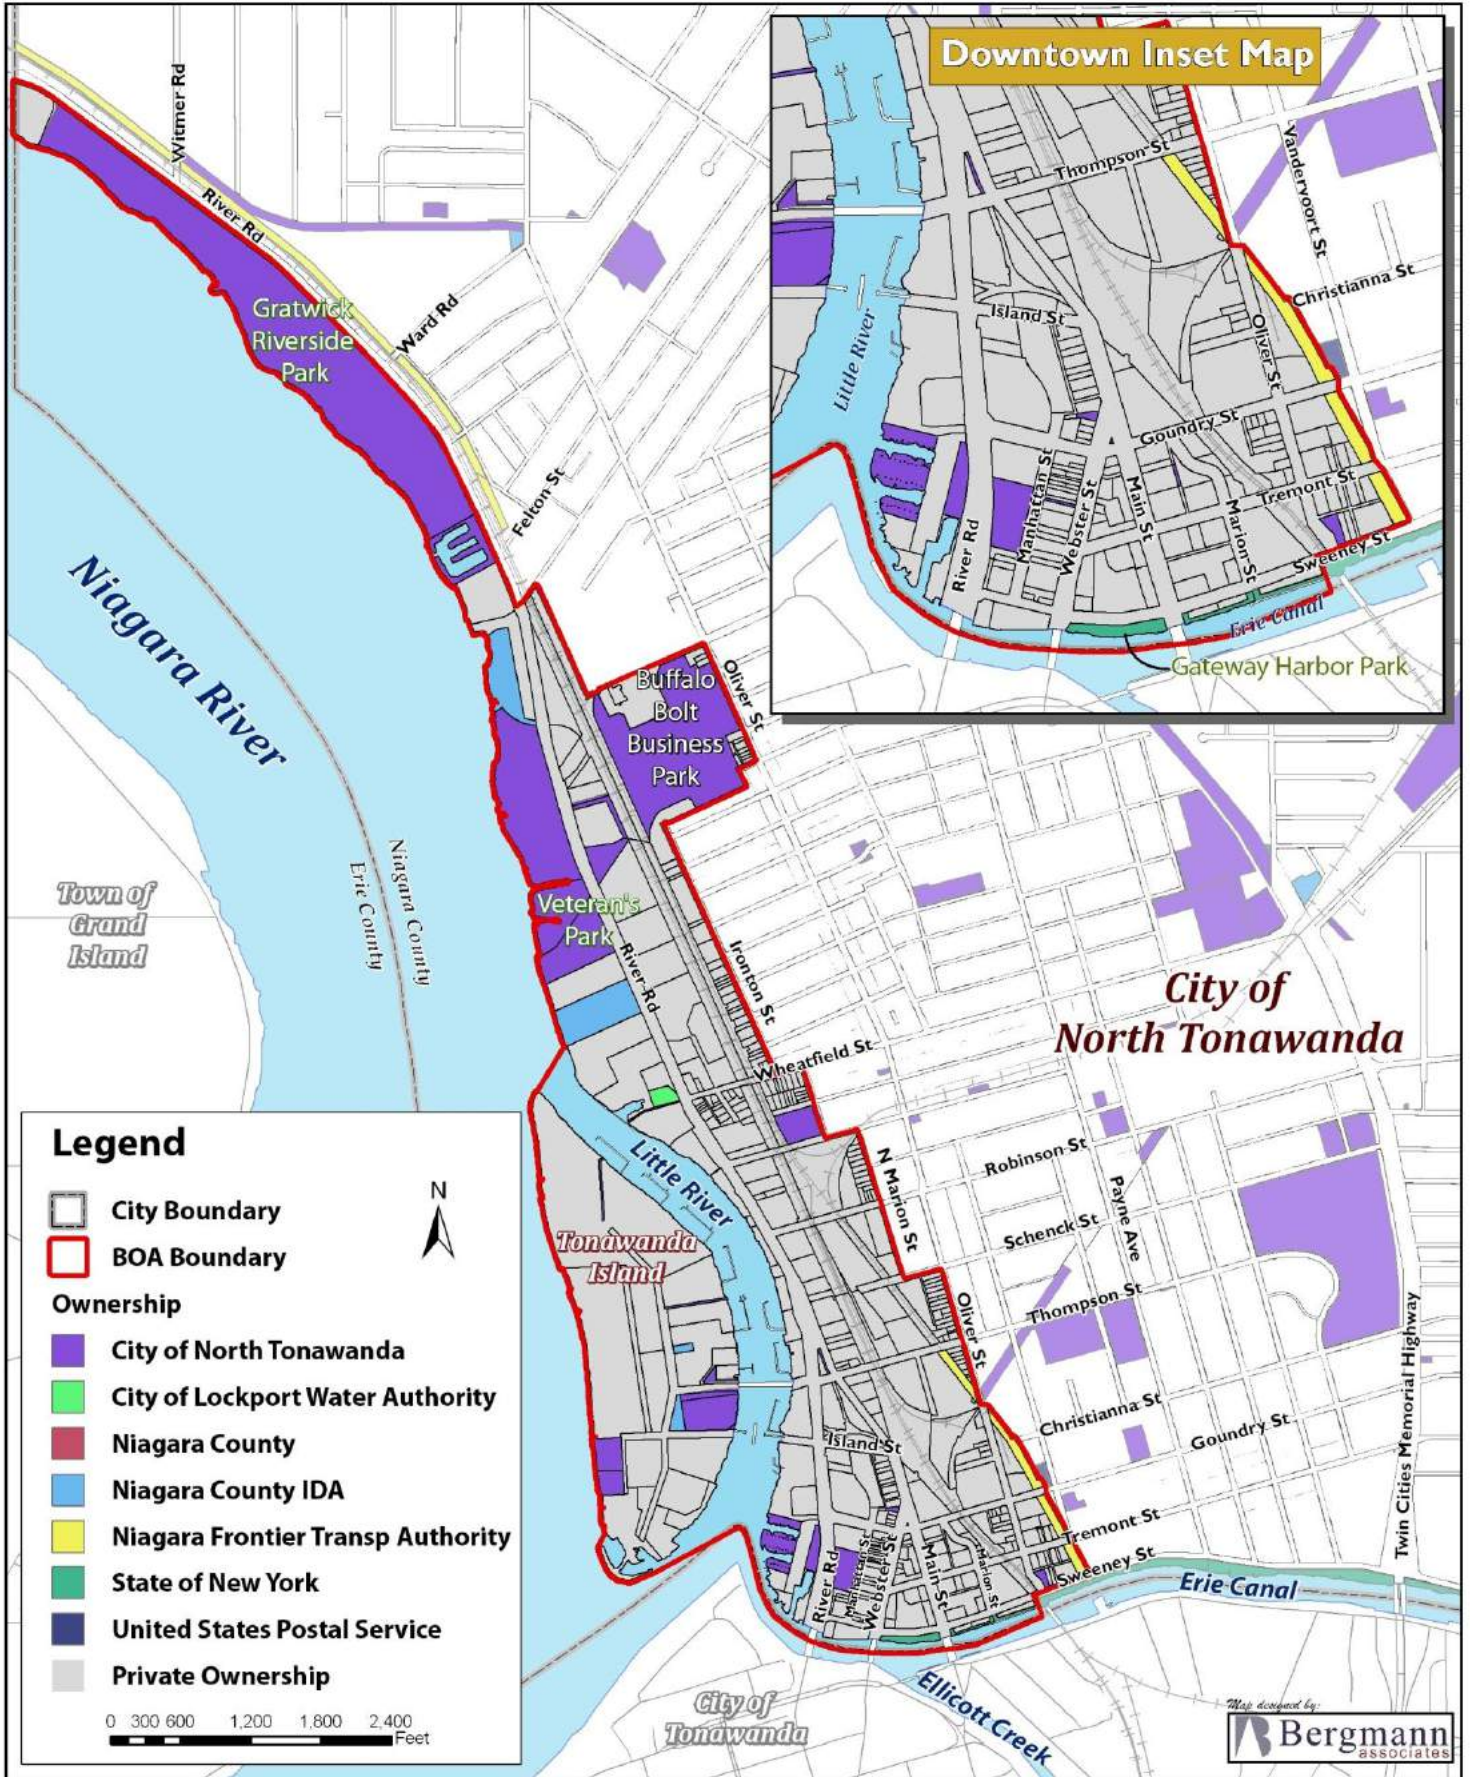 Downtown Inset Map
Thompson St
Vandervoort St
Christianna St
Island St
Oliver St
Little River
Goundry St
Manhattan St
Webster St
Main St
Tremont St
Marion St
River Rd
Sweeney St
Erie Canal
Gateway Harbor Park
Witmer Rd
River Rd
Gratwick
Riverside
Park
Ward Rd
Felton St
Niagara River
Buffalo
Bolt
Business
Park
Oliver St
Niagara County
Erie County
Town of
Grand
Island
Veteran's
Park
River Rd
Ironton St
City of
North Tonawanda
Wheatfield St
Little River
N Marion St
Robinson St
Payne Ave
Schenck St
Tonawanda
Island
Thompson St
Oliver St
Twin Cities Memorial Highway
Christianna St
Goundry St
Island St
Tremont St
Sweeney St
River Rd
Manhattan St
Webster St
Main St
Marion St
Erie Canal
Ellicott Creek
City of
Tonawanda
Legend
N
City Boundary
BOA Boundary
Ownership
City of North Tonawanda
City of Lockport Water Authority
Niagara County
Niagara County IDA
Niagara Frontier Transp Authority
State of New York
United States Postal Service
Private Ownership
0 300 600 1,200 1,800 2,400
Feet
Map designed by:
Bergmann
associates